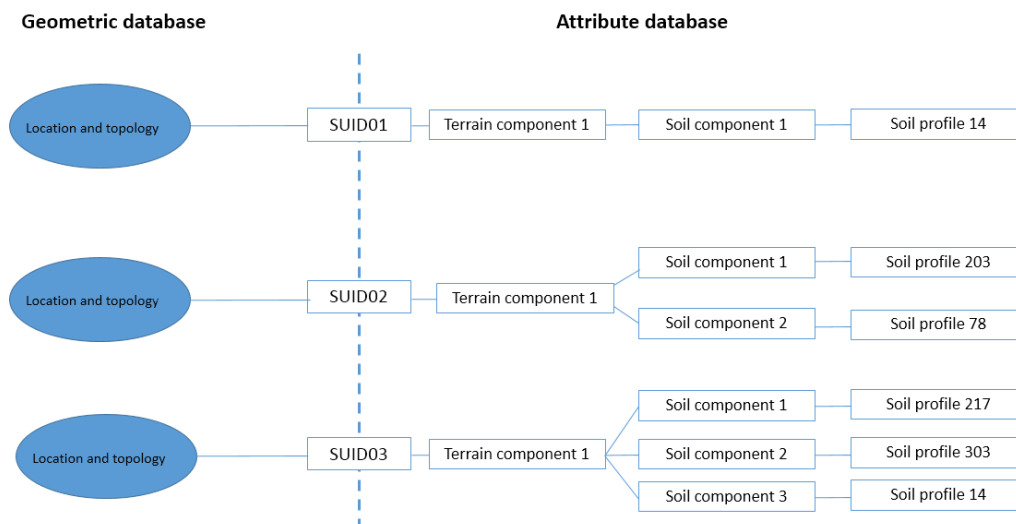 Geometric database
Attribute database
Location and topology
SUID01
Terrain component 1
Soil component 1
Soil profile 14
Location and topology
SUID02
Terrain component 1
Soil component 1
Soil profile 203
Soil component 2
Soil profile 78
Location and topology
SUID03
Terrain component 1
Soil component 1
Soil profile 217
Soil component 2
Soil profile 303
Soil component 3
Soil profile 14